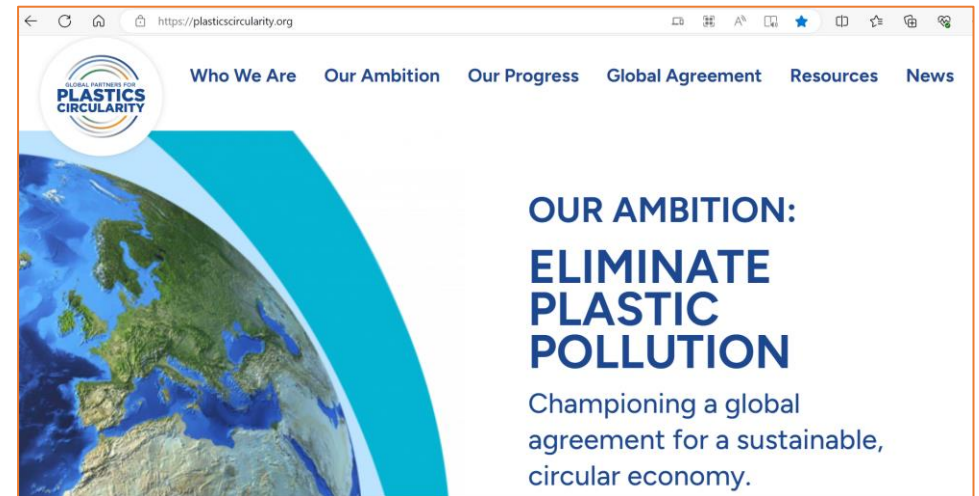 https://plasticscircularity.org
GLOBAL PARTNERS FOR
PLASTICS
CIRCULARITY
Who We Are Our Ambition Our Progress Global Agreement Resources News
OUR AMBITION:
ELIMINATE
PLASTIC
POLLUTION
Championing a global
agreement for a sustainable,
circular economy.